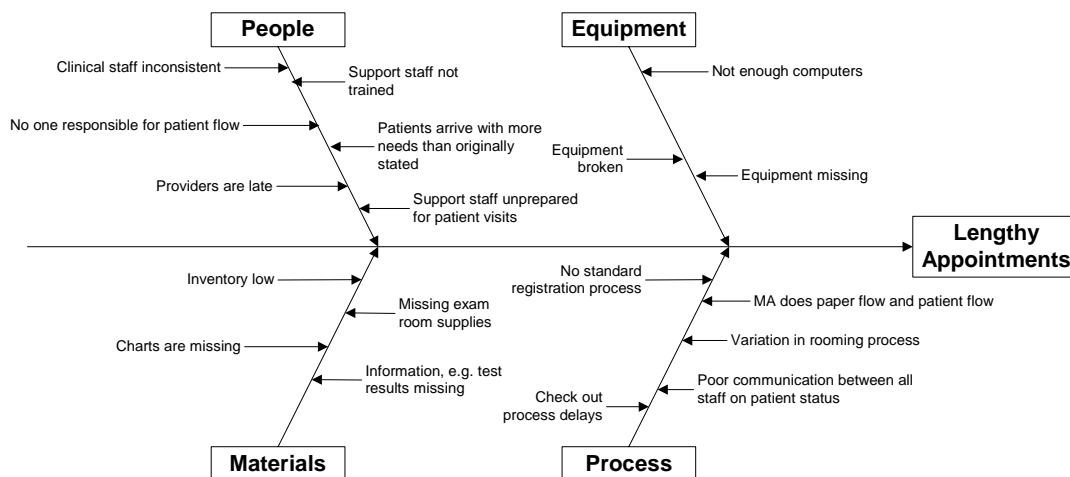 People
Equipment
Clinical staff inconsistent
Support staff not
trained
Not enough computers
No one responsible for patient flow
Patients arrive with more
needs than originally
stated
Equipment
broken
Equipment missing
Providers are late
Support staff unprepared
for patient visits
Lengthy
Appointments
Inventory low
No standard
registration process
Missing exam
room supplies
MA does paper flow and patient flow
Charts are missing
Variation in rooming process
Information, e.g. test
results missing
Poor communication between all
staff on patient status
Check out
process delays
Materials
Process